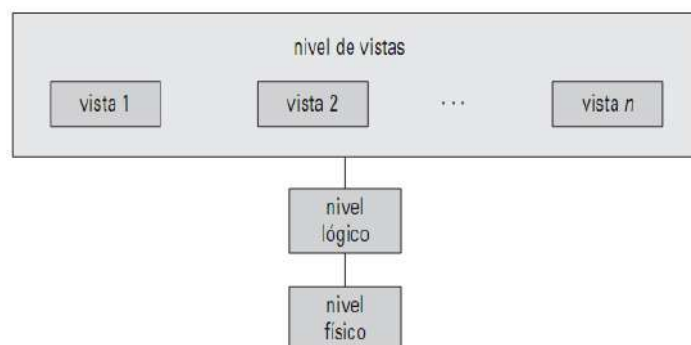 nivel de vistas
vista 1 vista 2 ... vista n
nivel
lógico
nivel
físico